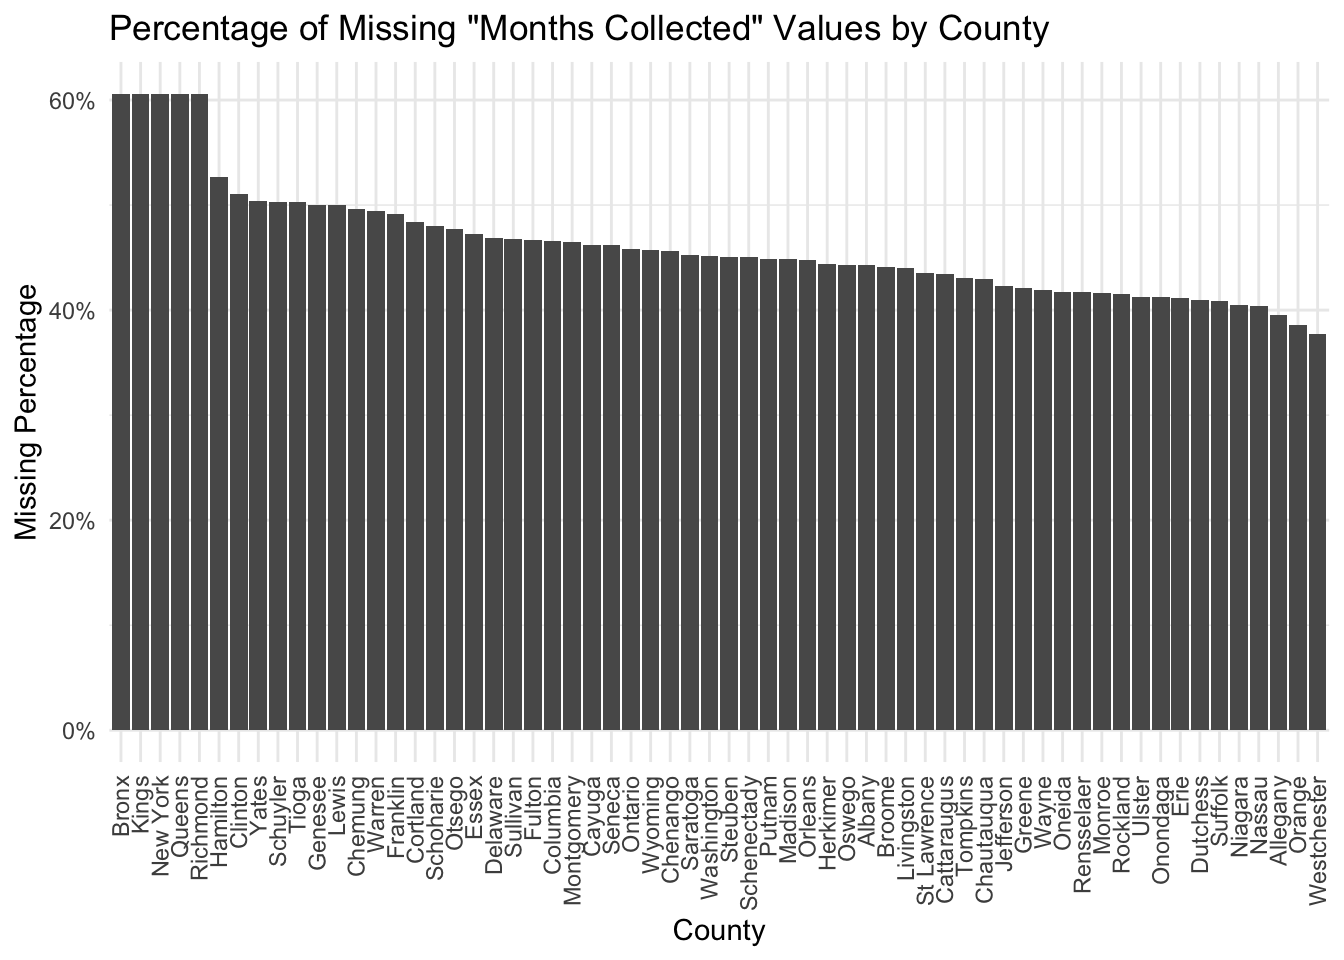 Percentage of Missing "Months Collected" Values by County
Missing Percentage
60%
40%
20%
0%
Bronx
Kings
New York
Queens
Richmond
Hamilton
Clinton
Yates
Schuyler
Tioga
Genesee
Lewis
Chemung
Warren
Franklin
Cortland
Schoharie
Otsego
Essex
Delaware
Sullivan
Fulton
Columbia
Montgomery
Cayuga
Seneca
Ontario
Wyoming
Chenango
Saratoga
Washington
Steuben
Schenectady
Putnam
Madison
Orleans
Herkimer
Oswego
Albany
Broome
Livingston
St Lawrence
Cattaraugus
Tompkins
Chautauqua
Jefferson
Greene
Wayne
Oneida
Rensselaer
Monroe
Rockland
Ulster
Onondaga
Erie
Dutchess
Suffolk
Niagara
Nassau
Allegany
Orange
Westchester
County